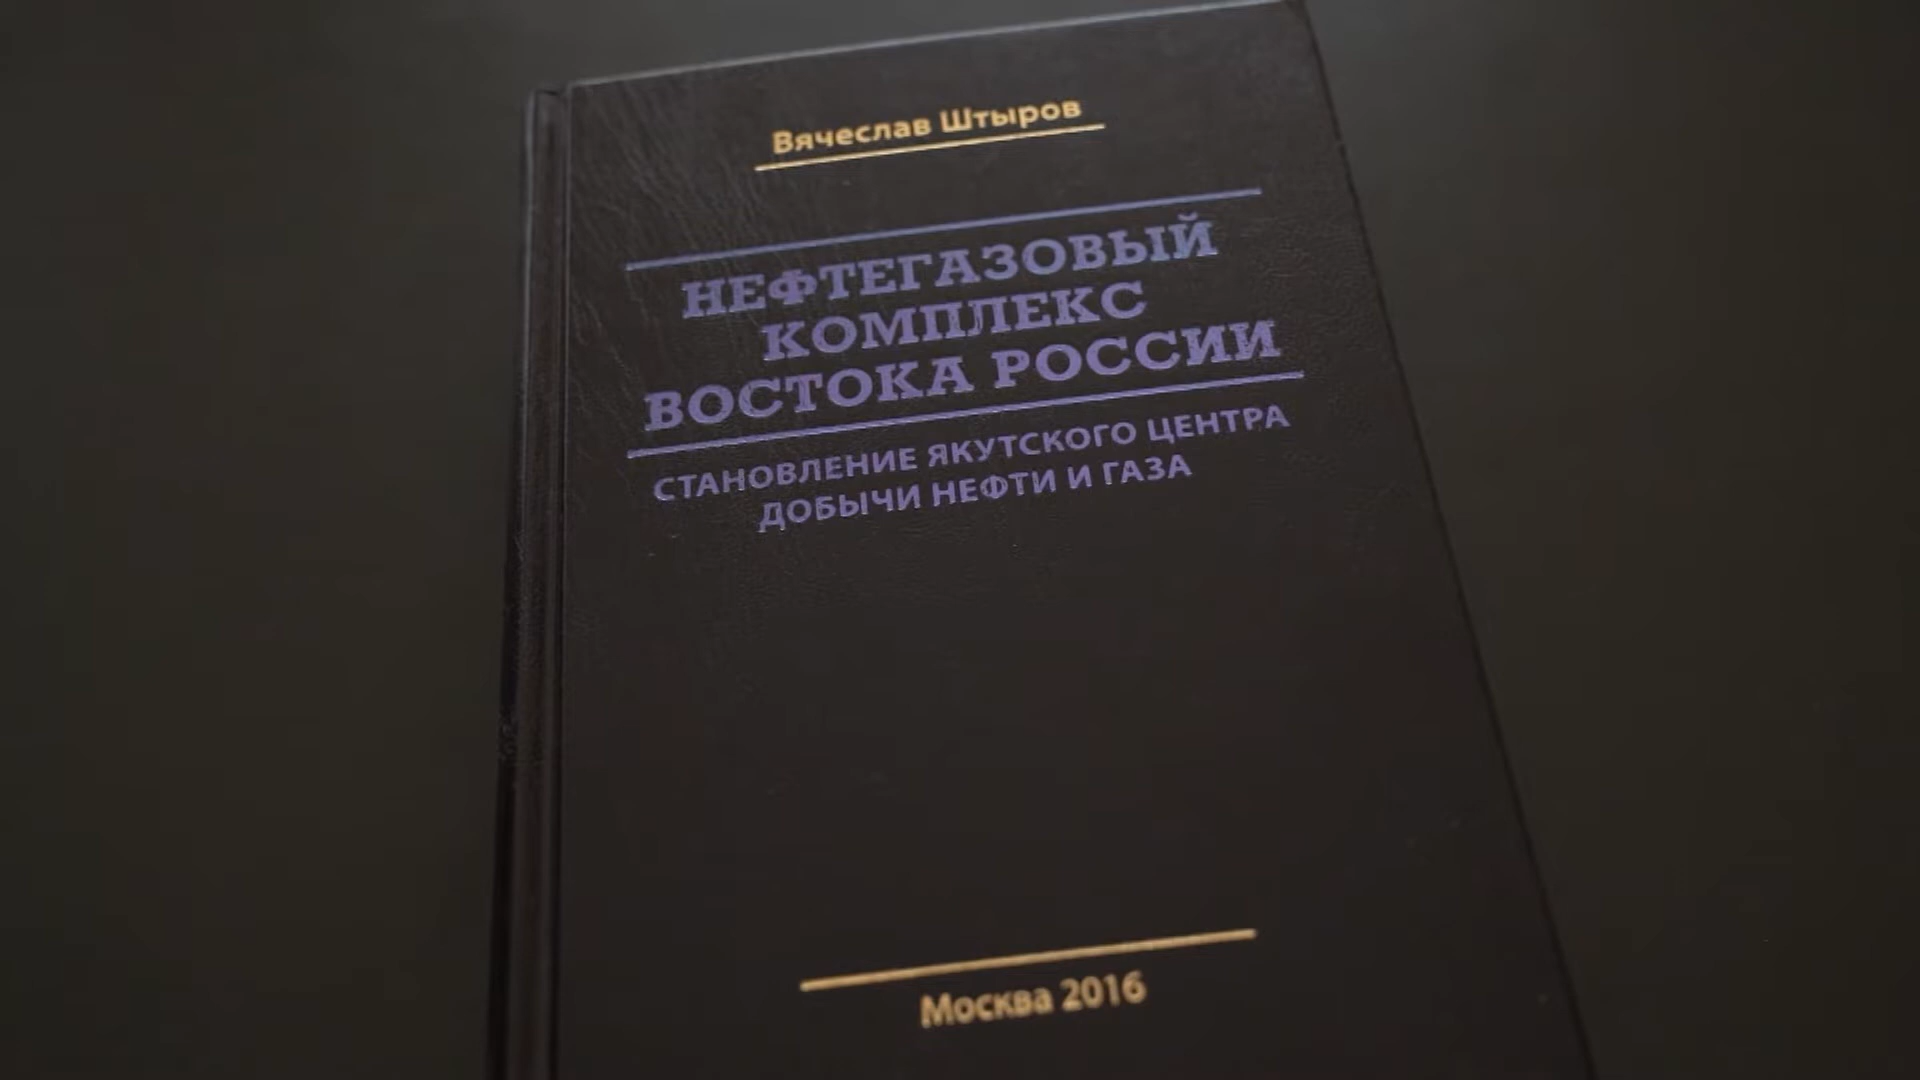 Вячеслав Штыров
НЕФТЕГАЗОВЫЙ
КОМПЛЕКС
ВОСТОКА РОССИИ
СТАНОВЛЕНИЕ ЯКУТСКОГО ЦЕНТРА
ДОБЫЧИ НЕФТИ И ГАЗА
Москва 2016